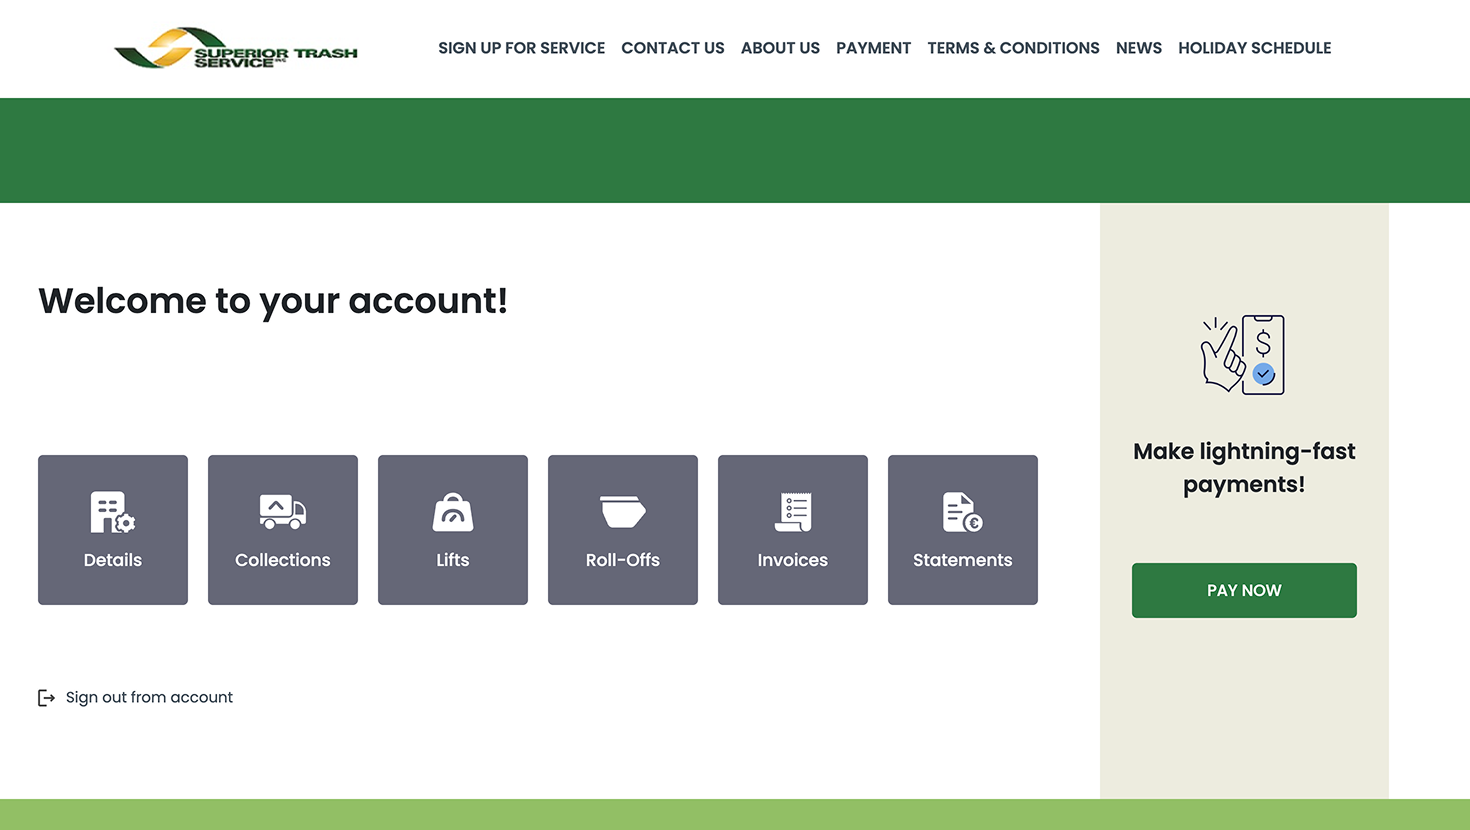 SUPERIOR TRASH
SERVICE INC
SIGN UP FOR SERVICE CONTACT US ABOUT US PAYMENT TERMS & CONDITIONS NEWS HOLIDAY SCHEDULE
Welcome to your account!
Details Collections Lifts Roll-Offs Invoices Statements
Sign out from account
$
Make lightning-fast
payments!
PAY NOW